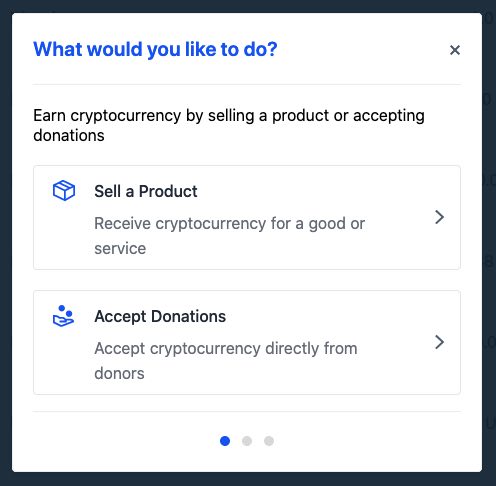 What would you like to do?
Earn cryptocurrency by selling a product or accepting
donations
Sell a Product
Receive cryptocurrency for a good or
service
Accept Donations
Accept cryptocurrency directly from
donors